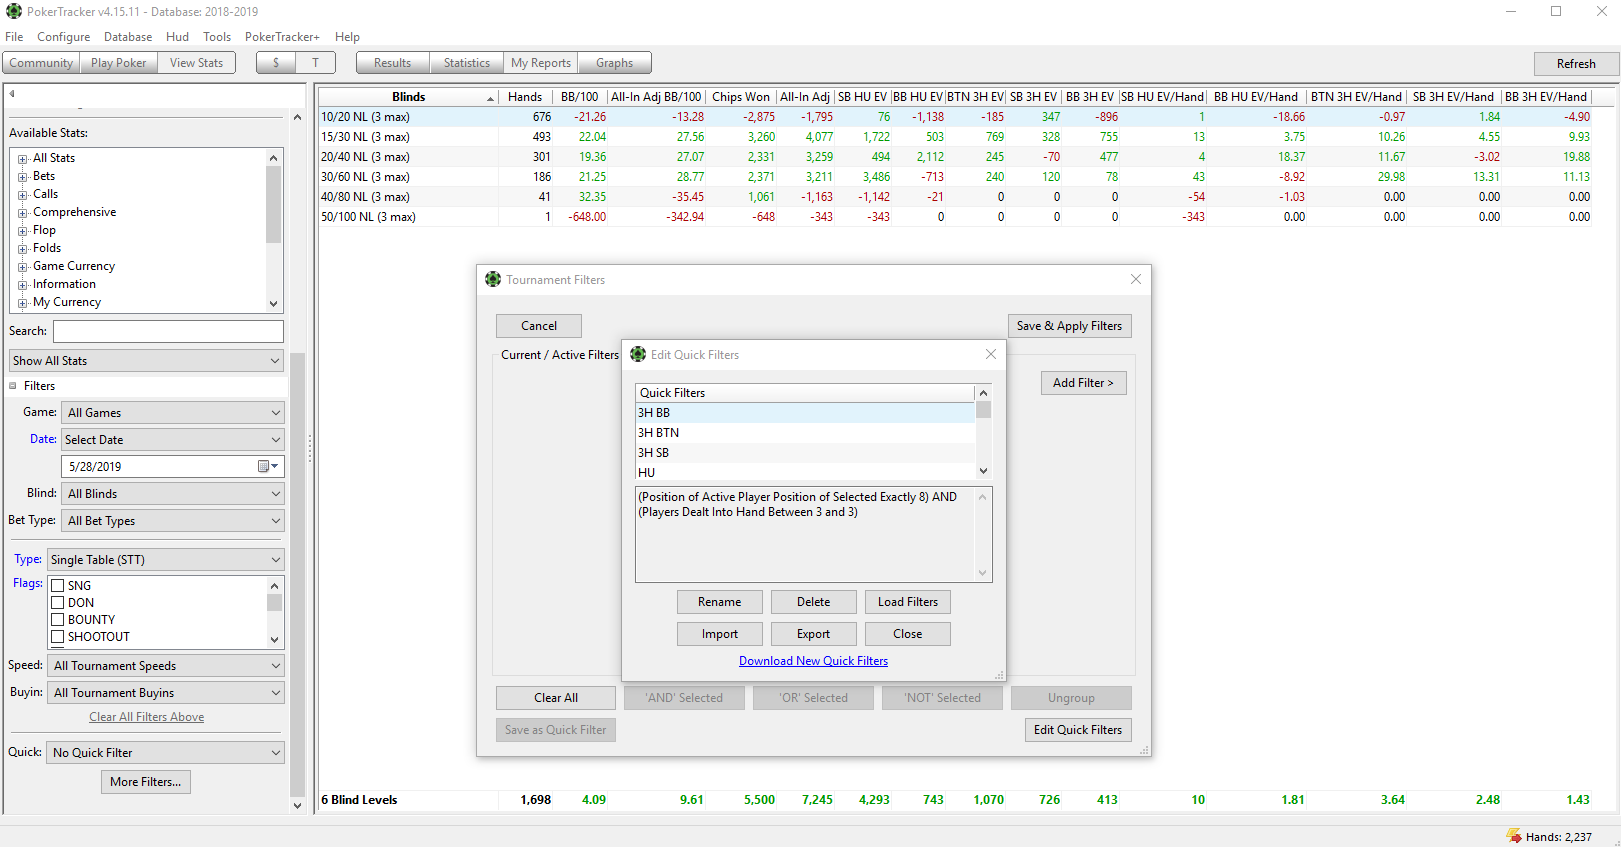 PokerTracker v4.15.11 - Database: 2018-2019
File Configure Database Hud Tools PokerTracker+ Help
Community Play Poker View Stats $ T Results Statistics My Reports Graphs Refresh
Available Stats:
All Stats
Bets
Calls
Comprehensive
Flop
Folds
Game Currency
Information
My Currency
Search:
Show All Stats
Filters
Game: All Games
Date: Select Date
5/28/2019
Blind: All Blinds
Bet Type: All Bet Types
Type: Single Table (STT)
Flags: SNG
DON
BOUNTY
SHOOTOUT
Speed: All Tournament Speeds
Buyin: All Tournament Buyins
Clear All Filters Above
Quick: No Quick Filter
More Filters...
Blinds Hands BB/100 All-In Adj BB/100 Chips Won All-In Adj SB HU EV BB HU EV BTN 3H EV SB 3H EV BB 3H EV SB HU EV/Hand BB HU EV/Hand BTN 3H EV/Hand SB 3H EV/Hand BB 3H EV/Hand
10/20 NL (3 max) 676 -21.26 -13.28 -2,875 -1,795 76 -1,138 -185 347 -896 1 -18.66 -0.97 1.84 -4.90
15/30 NL (3 max) 493 22.04 27.56 3,260 4,077 1,722 503 769 328 755 13 3.75 10.26 4.55 9.93
20/40 NL (3 max) 301 19.36 27.07 2,331 3,259 494 2,112 245 -70 477 4 18.37 11.67 -3.02 19.88
30/60 NL (3 max) 186 21.25 28.77 2,371 3,211 3,486 -713 240 120 78 43 -8.92 29.98 13.31 11.13
40/80 NL (3 max) 41 32.35 -35.45 1,061 -1,163 -1,142 -21 0 0 0 -54 -1.03 0.00 0.00 0.00
50/100 NL (3 max) 1 -648.00 -342.94 -648 -343 -343 0 0 0 0 -343 0.00 0.00 0.00 0.00
Tournament Filters
Cancel Save & Apply Filters
Current / Active Filters
Add Filter >
Edit Quick Filters
Quick Filters
3H BB
3H BTN
3H SB
HU
(Position of Active Player Position of Selected Exactly 8) AND
(Players Dealt Into Hand Between 3 and 3)
Rename Delete Load Filters
Import Export Close
Download New Quick Filters
Clear All 'AND' Selected 'OR' Selected 'NOT' Selected Ungroup
Save as Quick Filter Edit Quick Filters
6 Blind Levels 1,698 4.09 9.61 5,500 7,245 4,293 743 1,070 726 413 10 1.81 3.64 2.48 1.43
Hands: 2,237